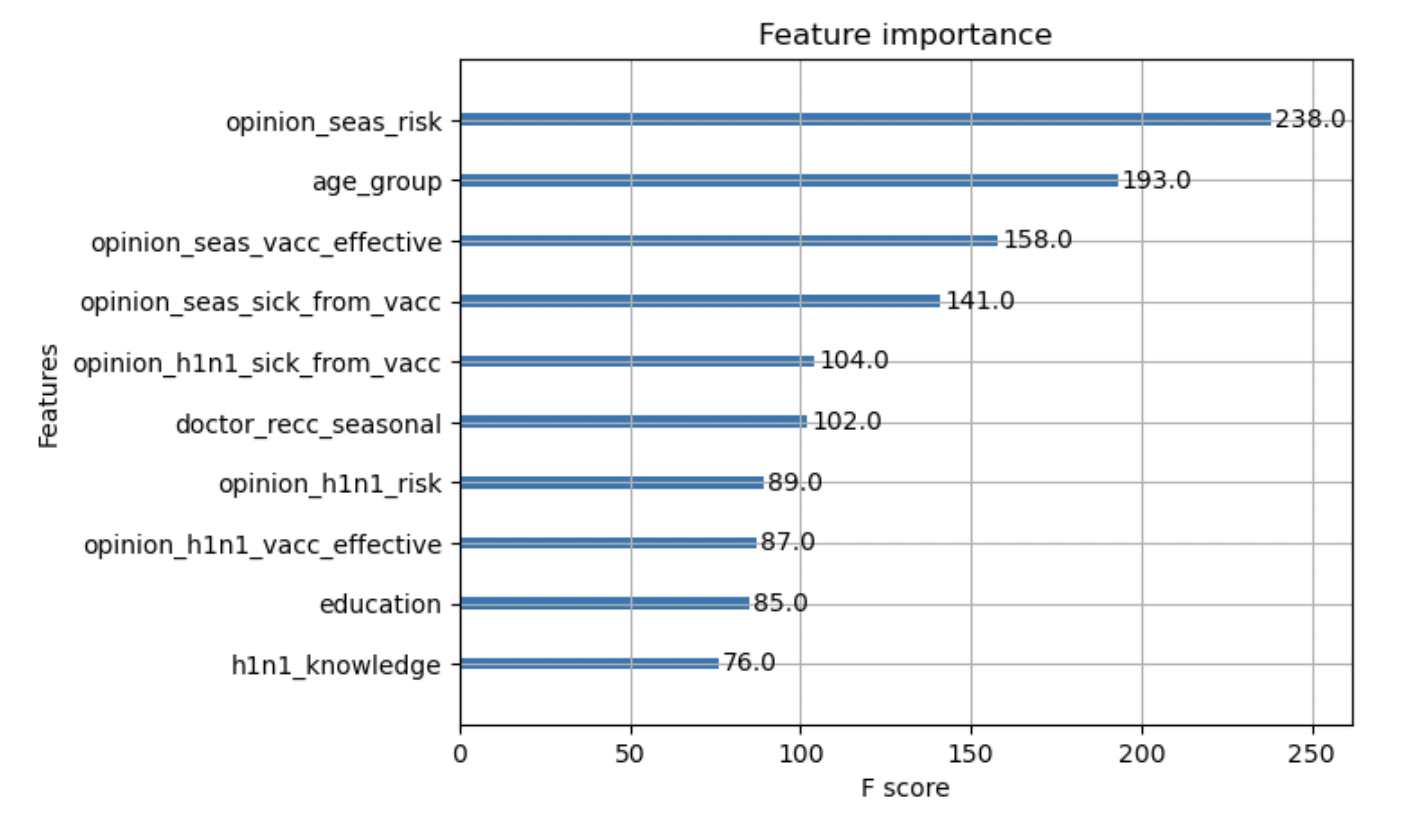 Feature importance
Features
opinion_seas_risk 238.0
age_group 193.0
opinion_seas_vacc_effective 158.0
opinion_seas_sick_from_vacc 141.0
opinion_h1n1_sick_from_vacc 104.0
doctor_recc_seasonal 102.0
opinion_h1n1_risk 89.0
opinion_h1n1_vacc_effective 87.0
education 85.0
h1n1_knowledge 76.0
0 50 100 150 200 250
F score